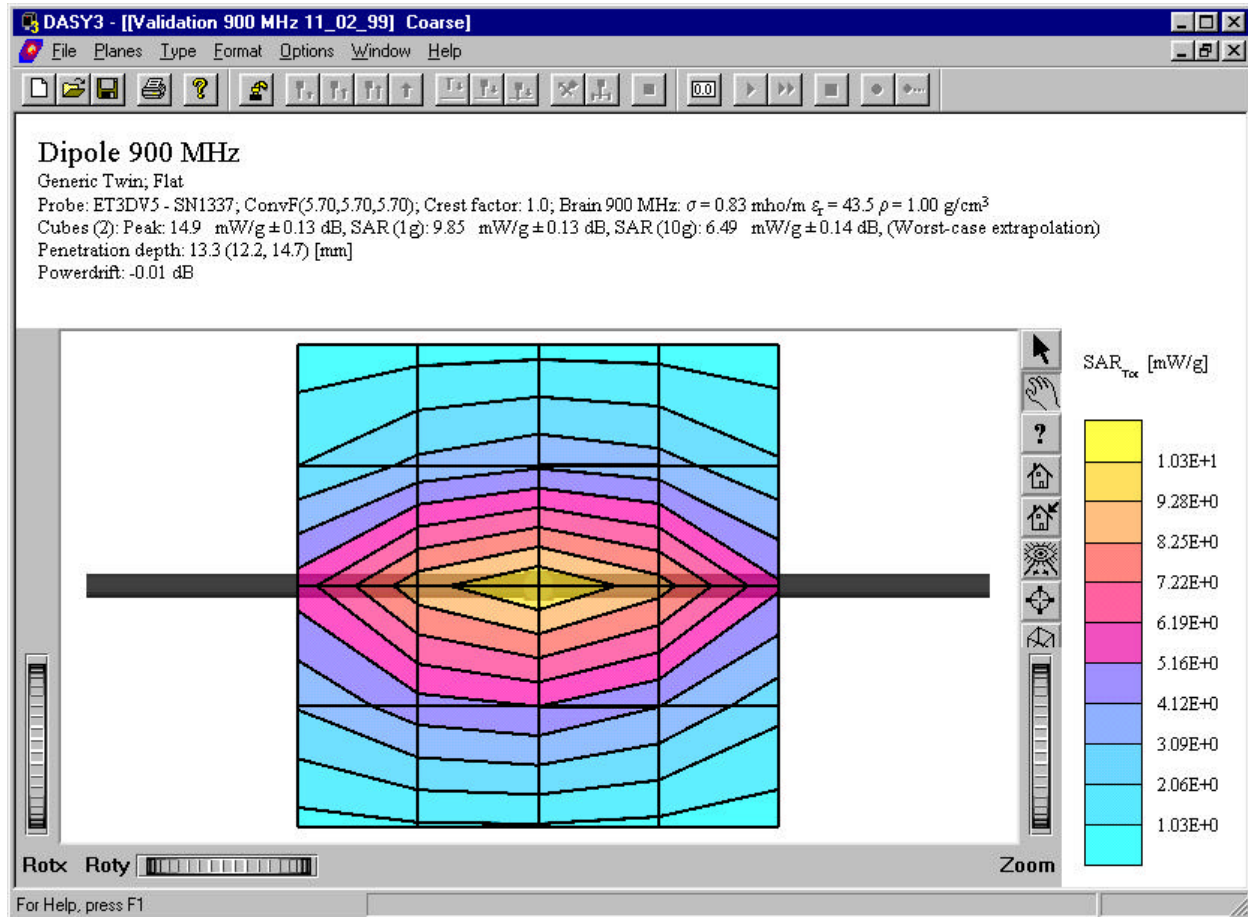 DASY3 - [[Validation 900 MHz 11_02_99] Coarse]
File Planes Type Format Options Window Help
0.0
Dipole 900 MHz
Generic Twin; Flat
Probe: ET3DV5 - SN1337; ConvF(5.70,5.70,5.70); Crest factor: 1.0; Brain 900 MHz: σ = 0.83 mho/m εr = 43.5 ρ = 1.00 g/cm³
Cubes (2): Peak: 14.9 mW/g ± 0.13 dB, SAR (1g): 9.85 mW/g ± 0.13 dB, SAR (10g): 6.49 mW/g ± 0.14 dB, (Worst-case extrapolation)
Penetration depth: 13.3 (12.2, 14.7) [mm]
Powerdrift: -0.01 dB
SAR Tot [mW/g]
1.03E+1
9.28E+0
8.25E+0
7.22E+0
6.19E+0
5.16E+0
4.12E+0
3.09E+0
2.06E+0
1.03E+0
Rotx Roty Zoom
For Help, press F1